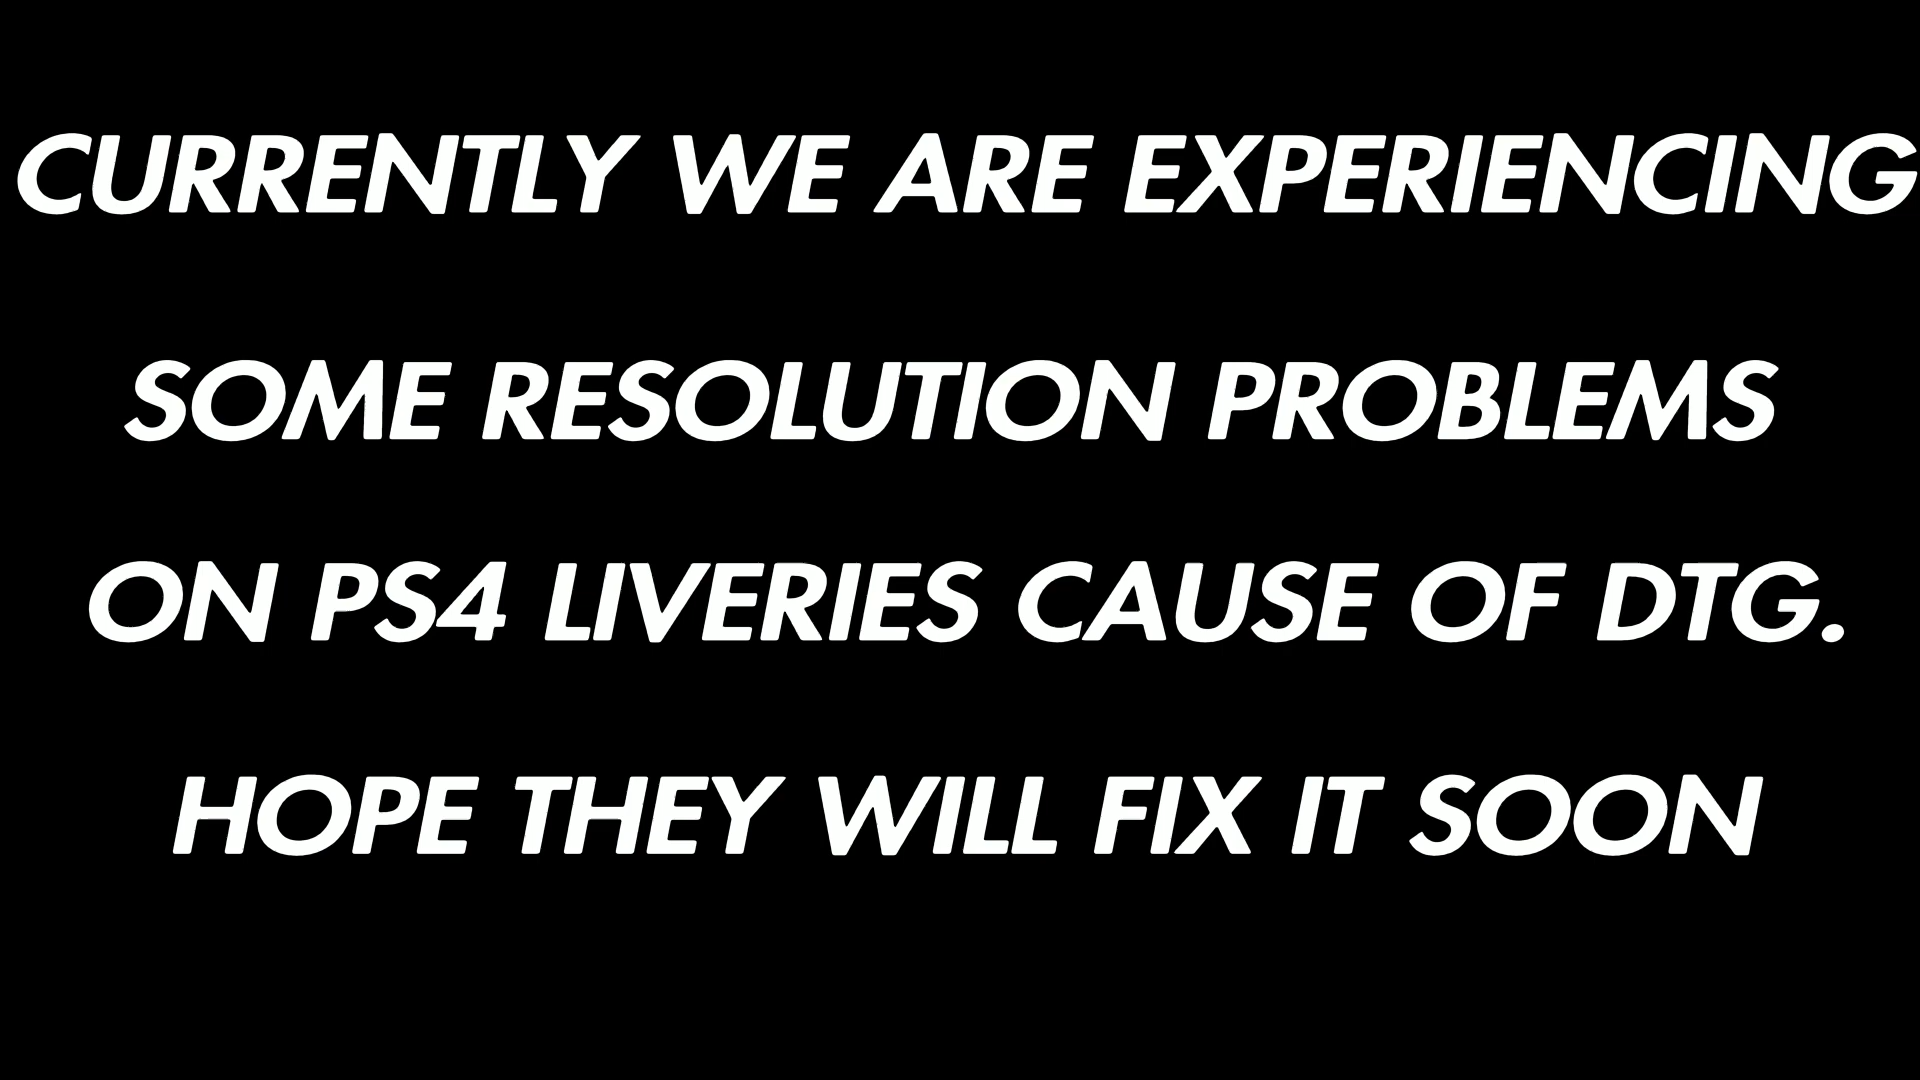 CURRENTLY WE ARE EXPERIENCING
SOME RESOLUTION PROBLEMS
ON PS4 LIVERIES CAUSE OF DTG.
HOPE THEY WILL FIX IT SOON